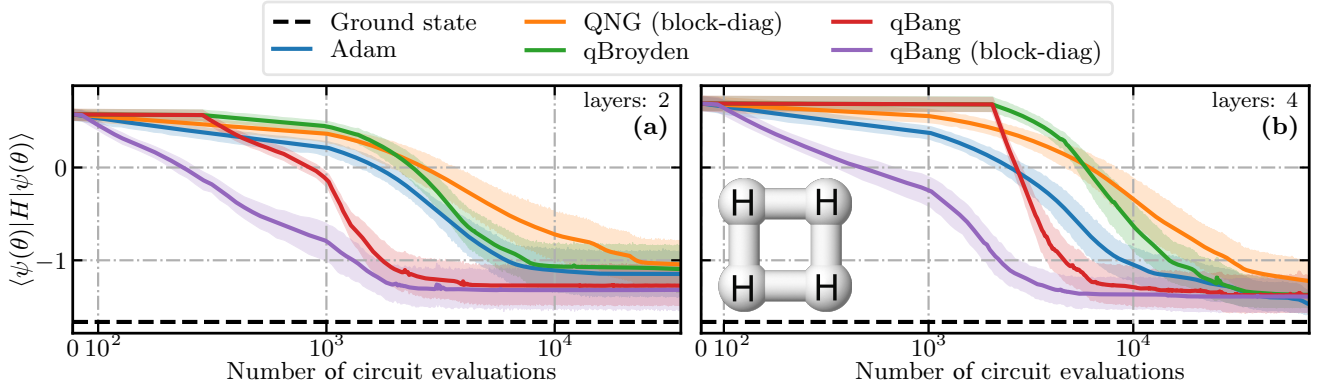 Ground state
Adam
QNG (block-diag)
qBroyden
qBang
qBang (block-diag)
⟨ψ(θ)|H|ψ(θ)⟩
0
−1
layers: 2
(a)
0 10² 10³ 10⁴
Number of circuit evaluations
layers: 4
(b)
H H
H H
0 10² 10³ 10⁴
Number of circuit evaluations